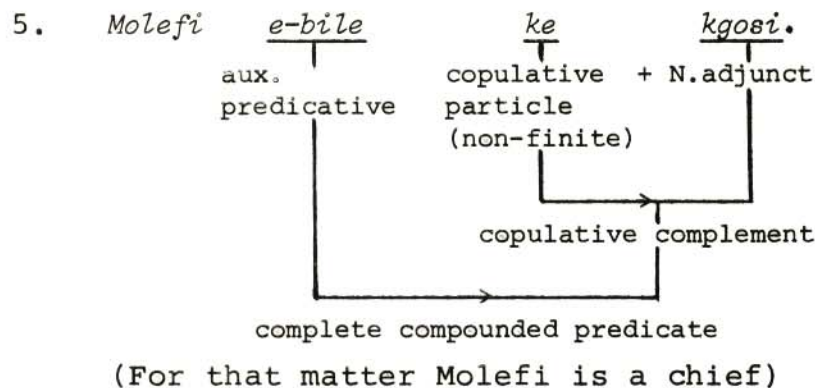 5. Molefi e-bile ke kgosi.
aux. copulative + N.adjunct
predicative particle
(non-finite)
copulative complement
complete compounded predicate
(For that matter Molefi is a chief)